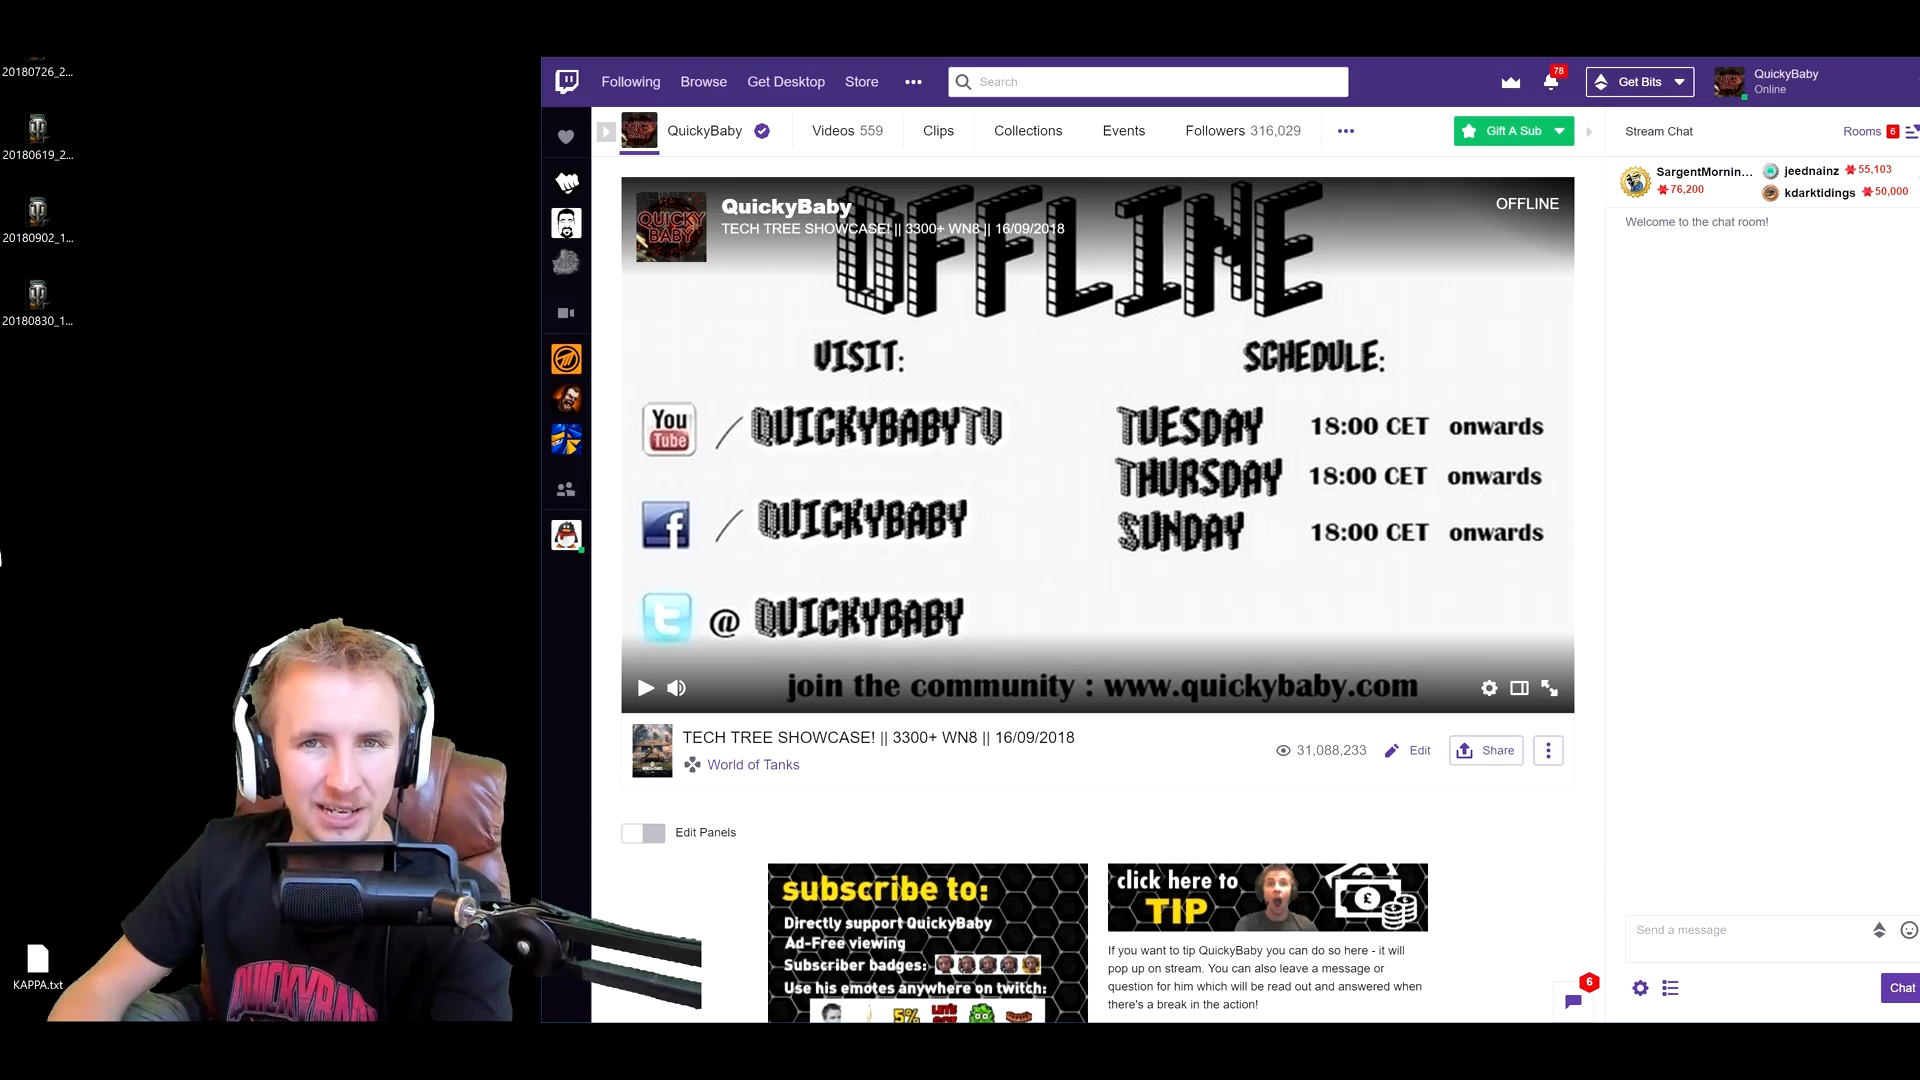 20180726_2...
20180619_2...
20180902_1...
20180830_1...
KAPPA.txt
Following Browse Get Desktop Store ••• Search 78 Get Bits QuickyBaby
Online
QuickyBaby Videos 559 Clips Collections Events Followers 316,029 ••• Gift A Sub Stream Chat Rooms 6
SargentMornin... 76,200
jeednainz 55,103
kdarktidings 50,000
Welcome to the chat room!
QUICKY BABY
QuickyBaby OFFLINE
TECH TREE SHOWCASE! || 3300+ WN8 || 16/09/2018
OFFLINE
VISIT: SCHEDULE:
You Tube / QUICKYBABYTV
f / QUICKYBABY
t @ QUICKYBABY
TUESDAY 18:00 CET onwards
THURSDAY 18:00 CET onwards
SUNDAY 18:00 CET onwards
join the community : www.quickybaby.com
TECH TREE SHOWCASE! || 3300+ WN8 || 16/09/2018
World of Tanks
31,088,233 Edit Share
Edit Panels
subscribe to:
Directly support QuickyBaby
Ad-Free viewing
Subscriber badges:
Use his emotes anywhere on twitch:
5%
click here to
TIP
If you want to tip QuickyBaby you can do so here - it will
pop up on stream. You can also leave a message or
question for him which will be read out and answered when
there's a break in the action!
6
Send a message
Chat
QUICKYBABY